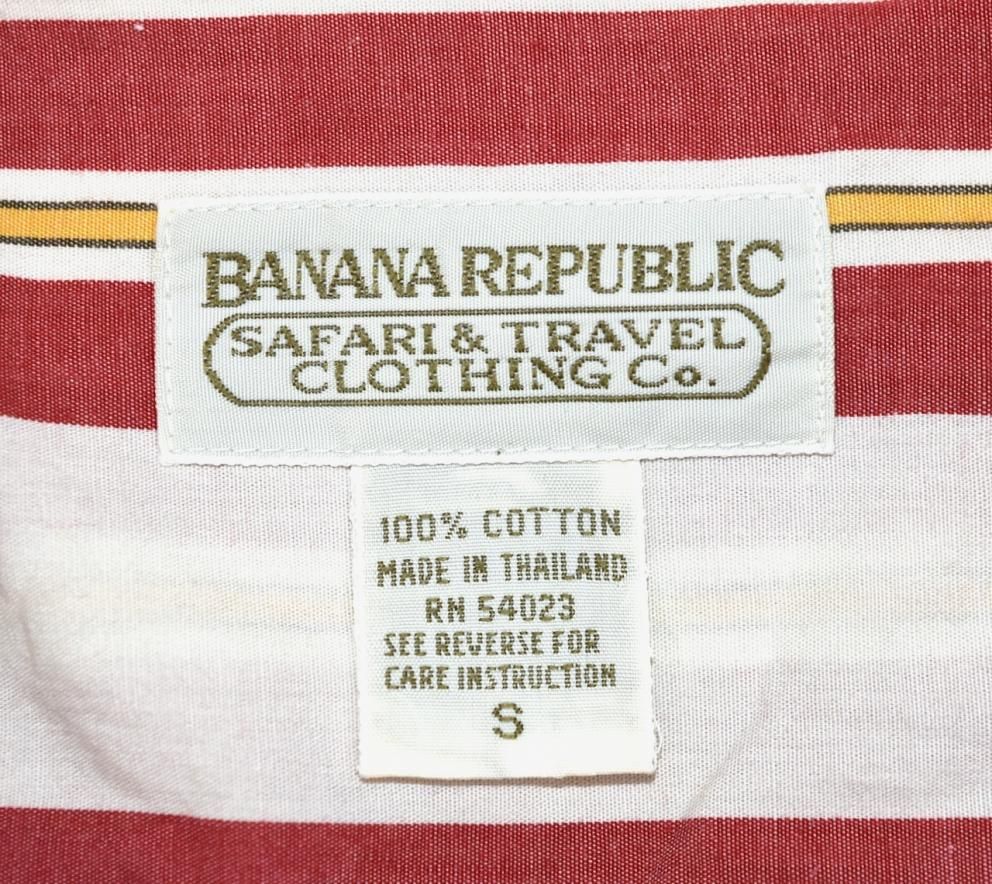 BANANA REPUBLIC
SAFARI & TRAVEL
CLOTHING Co.
100% COTTON
MADE IN THAILAND
RN 54023
SEE REVERSE FOR
CARE INSTRUCTION
S